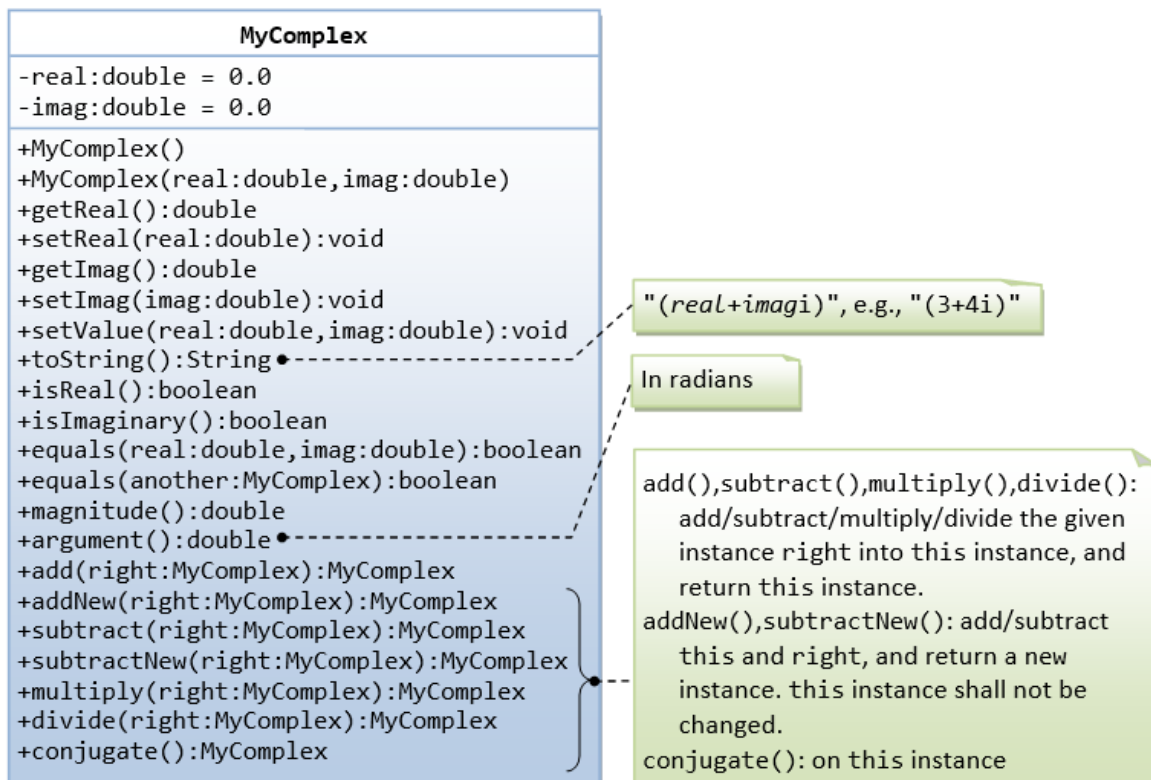 MyComplex
-real:double = 0.0
-imag:double = 0.0
+MyComplex()
+MyComplex(real:double,imag:double)
+getReal():double
+setReal(real:double):void
+getImag():double
+setImag(imag:double):void
+setValue(real:double,imag:double):void
+toString():String
+isReal():boolean
+isImaginary():boolean
+equals(real:double,imag:double):boolean
+equals(another:MyComplex):boolean
+magnitude():double
+argument():double
+add(right:MyComplex):MyComplex
+addNew(right:MyComplex):MyComplex
+subtract(right:MyComplex):MyComplex
+subtractNew(right:MyComplex):MyComplex
+multiply(right:MyComplex):MyComplex
+divide(right:MyComplex):MyComplex
+conjugate():MyComplex
"(real+imagi)", e.g., "(3+4i)"
In radians
add(),subtract(),multiply(),divide():
add/subtract/multiply/divide the given
instance right into this instance, and
return this instance.
addNew(),subtractNew(): add/subtract
this and right, and return a new
instance. this instance shall not be
changed.
conjugate(): on this instance